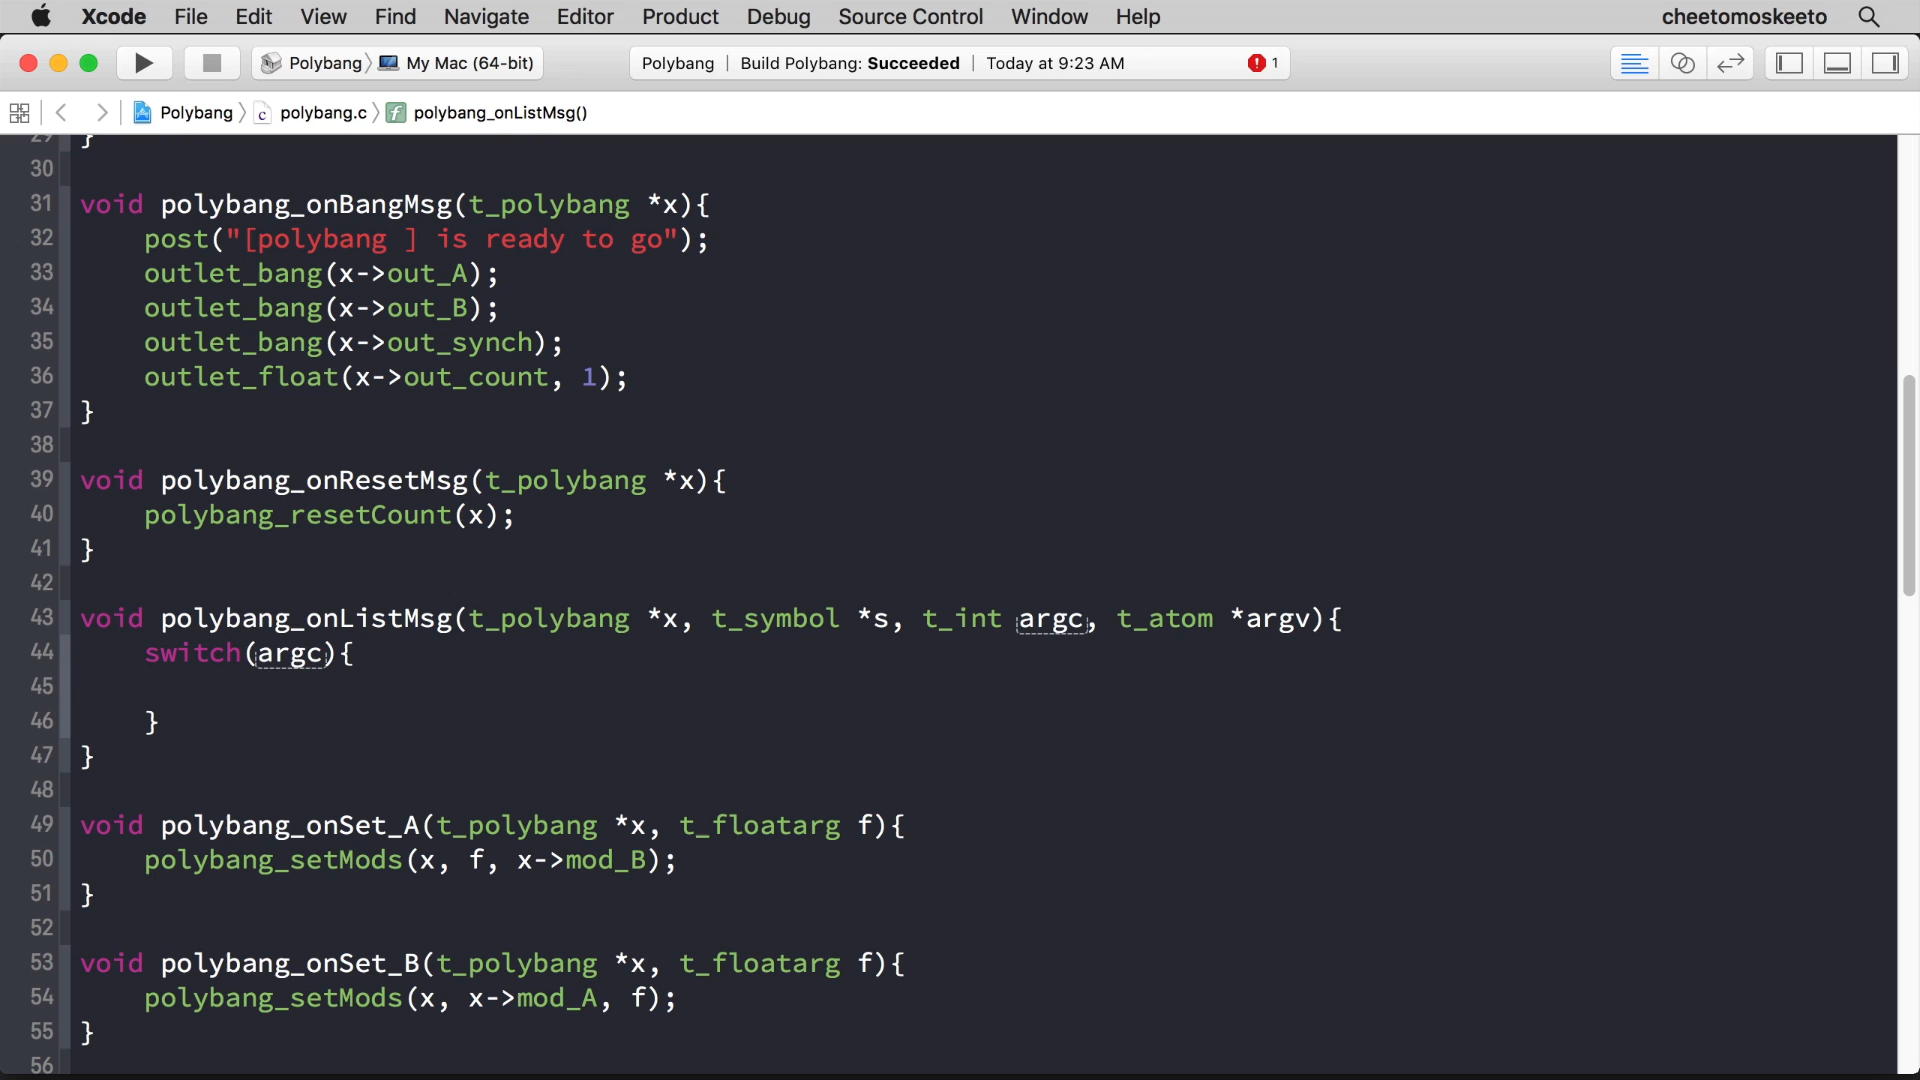 Xcode File Edit View Find Navigate Editor Product Debug Source Control Window Help cheetomoskeeto
Polybang My Mac (64-bit) Polybang | Build Polybang: Succeeded | Today at 9:23 AM 1
Polybang polybang.c polybang_onListMsg()
29 }
30
31 void polybang_onBangMsg(t_polybang *x){
32     post("[polybang ] is ready to go");
33     outlet_bang(x->out_A);
34     outlet_bang(x->out_B);
35     outlet_bang(x->out_synch);
36     outlet_float(x->out_count, 1);
37 }
38
39 void polybang_onResetMsg(t_polybang *x){
40     polybang_resetCount(x);
41 }
42
43 void polybang_onListMsg(t_polybang *x, t_symbol *s, t_int argc, t_atom *argv){
44     switch(argc){
45
46     }
47 }
48
49 void polybang_onSet_A(t_polybang *x, t_floatarg f){
50     polybang_setMods(x, f, x->mod_B);
51 }
52
53 void polybang_onSet_B(t_polybang *x, t_floatarg f){
54     polybang_setMods(x, x->mod_A, f);
55 }
56